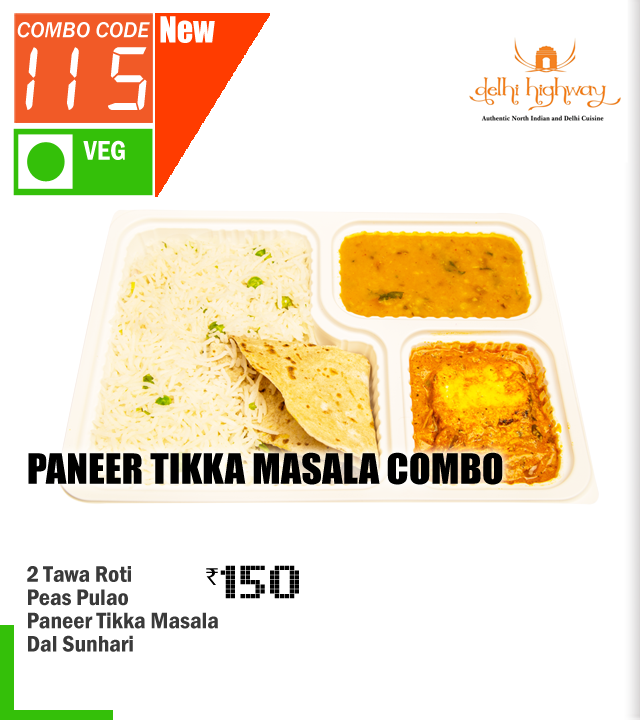 COMBO CODE
115
New
VEG
delhi highway
Authentic North Indian and Delhi Cuisine
PANEER TIKKA MASALA COMBO
2 Tawa Roti
₹150
Peas Pulao
Paneer Tikka Masala
Dal Sunhari